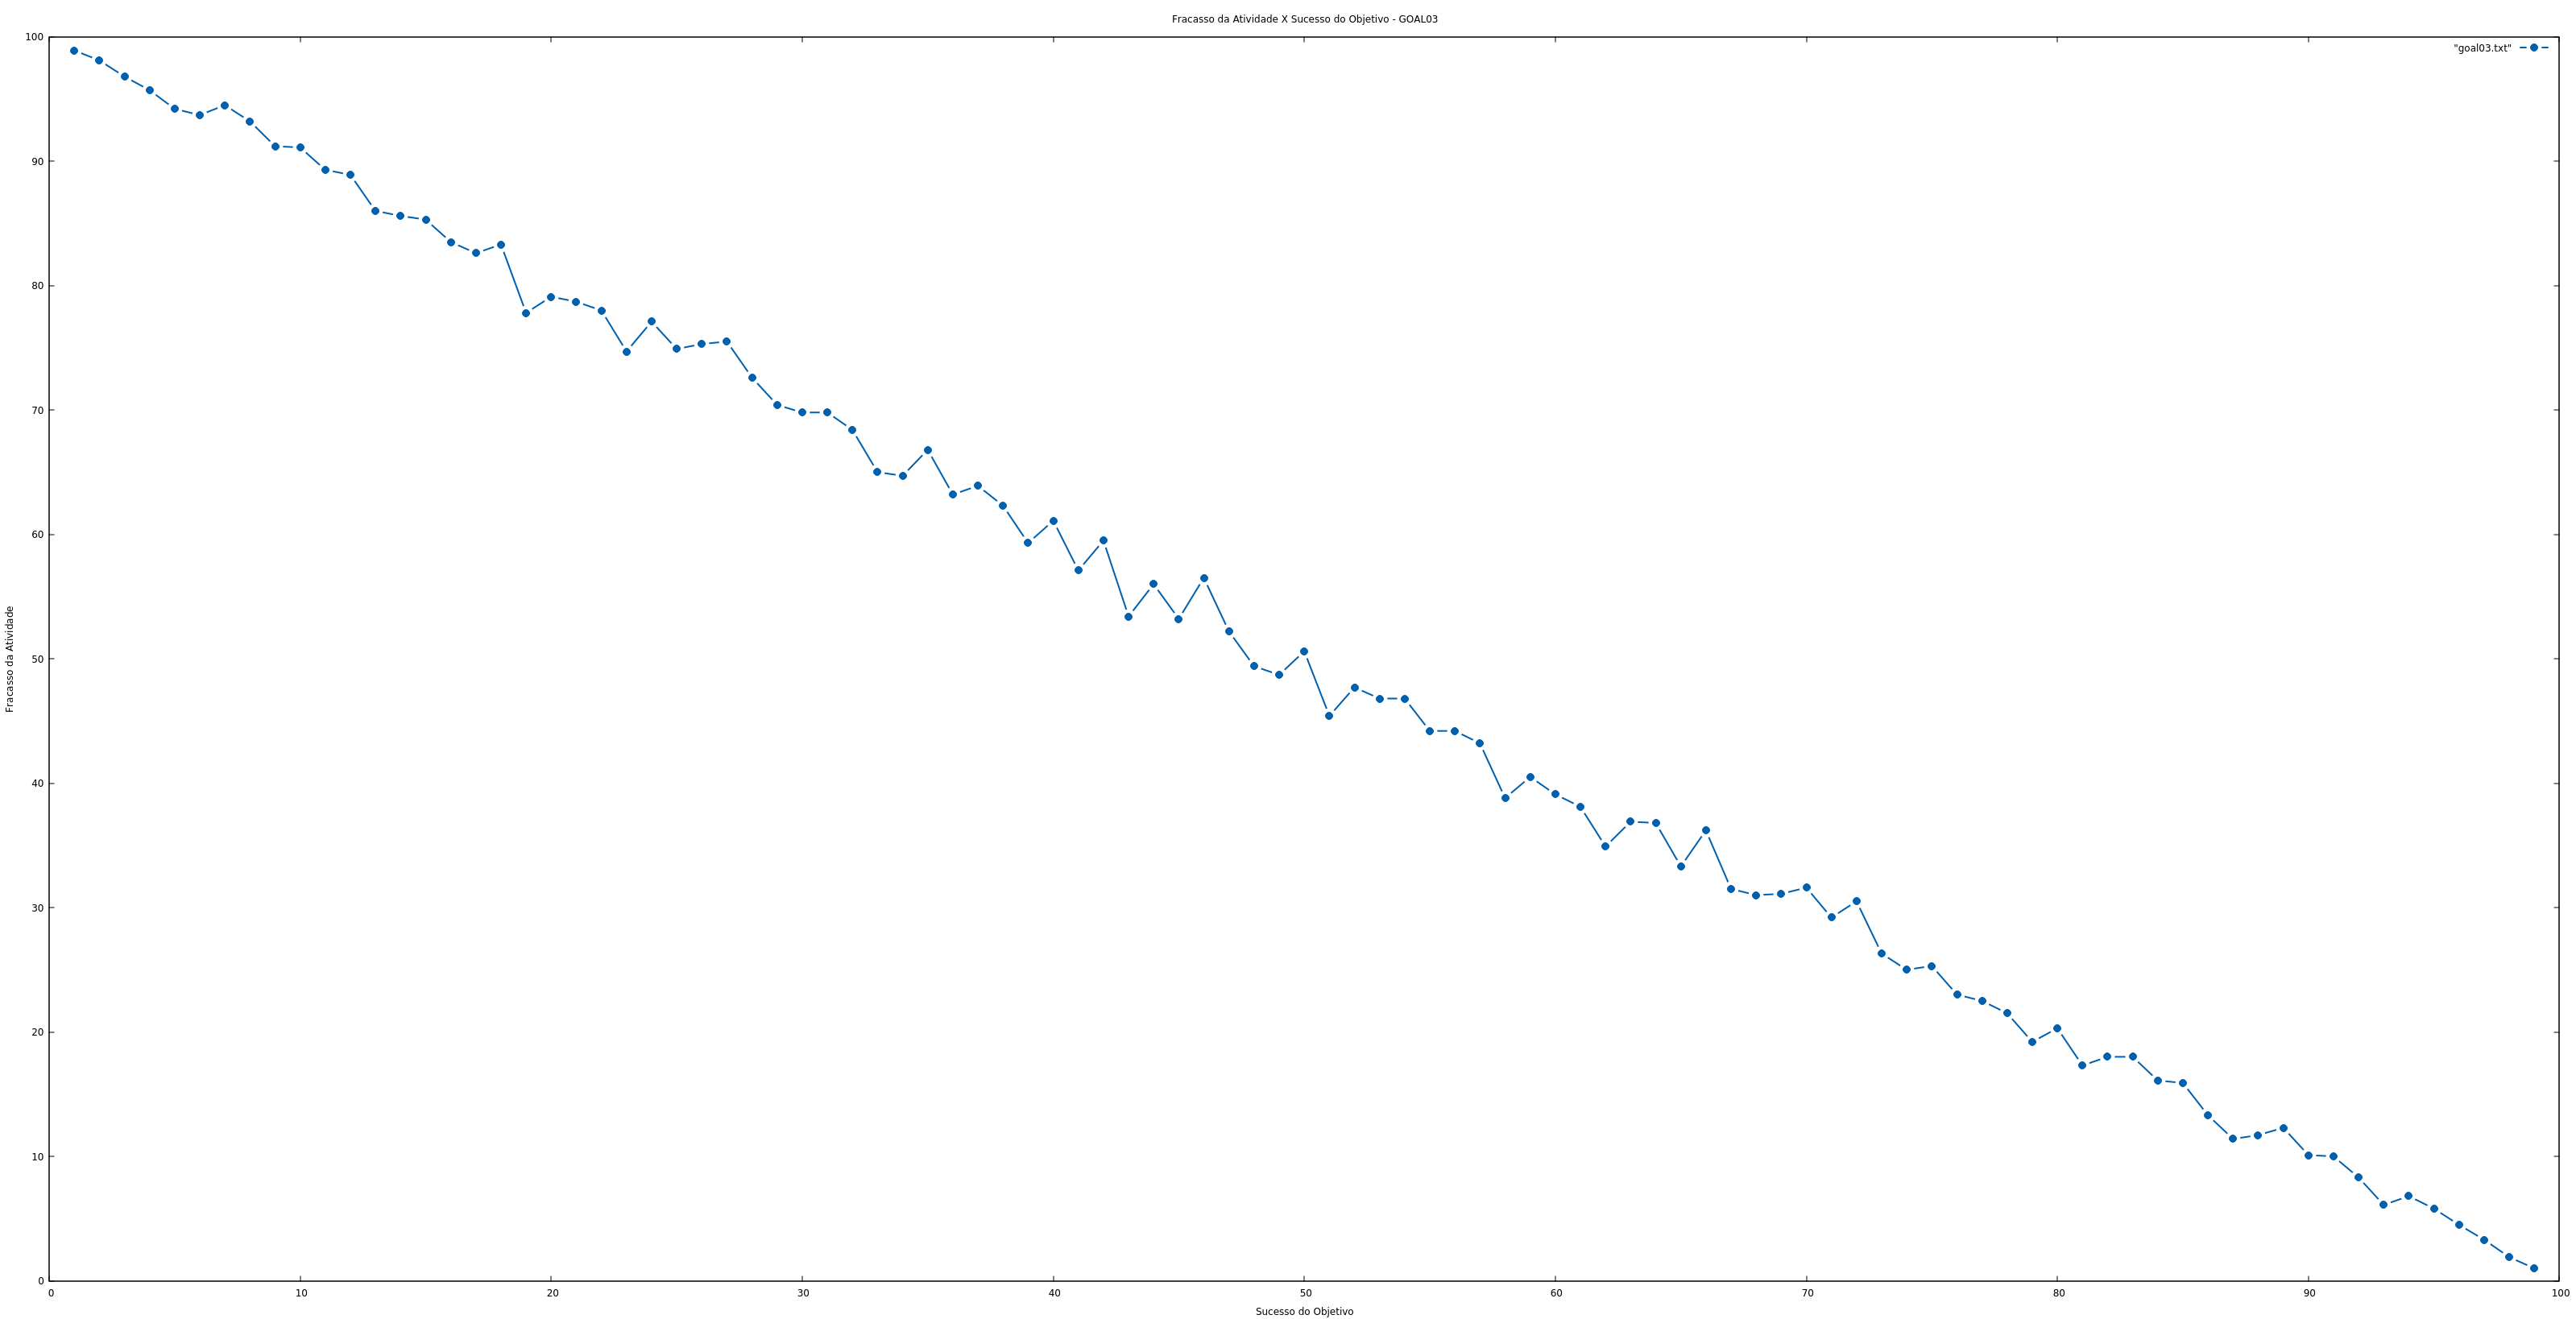 Fracasso da Atividade X Sucesso do Objetivo - GOAL03
"goal03.txt"
100
90
80
70
60
50
40
30
20
10
0
Fracasso da Atividade
0 10 20 30 40 50 60 70 80 90 100
Sucesso do Objetivo